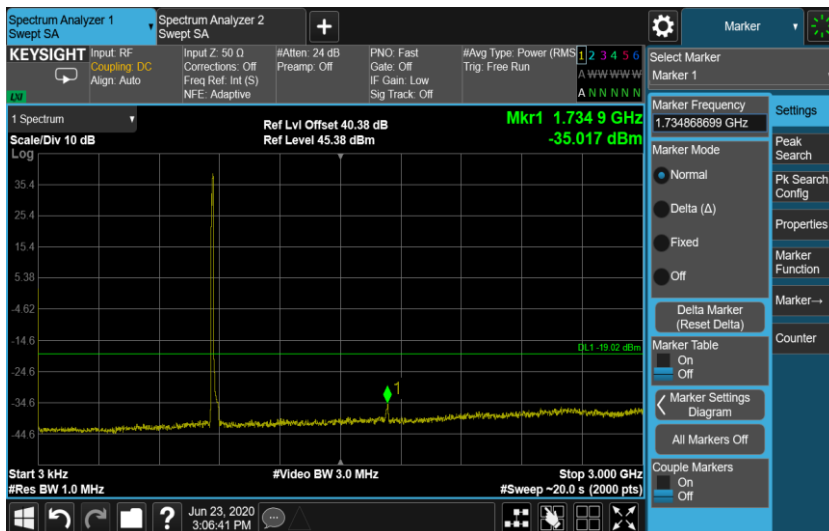 Spectrum Analyzer 1
Swept SA
Spectrum Analyzer 2
Swept SA
+
Marker
KEYSIGHT
Input: RF
Coupling: DC
Align: Auto
Input Z: 50 Ω
Corrections: Off
Freq Ref: Int (S)
NFE: Adaptive
#Atten: 24 dB
Preamp: Off
PNO: Fast
Gate: Off
IF Gain: Low
Sig Track: Off
#Avg Type: Power (RMS
Trig: Free Run
1 2 3 4 5 6
A W W W W W
A N N N N N
LXI
1 Spectrum
Scale/Div 10 dB
Log
Ref Lvl Offset 40.38 dB
Ref Level 45.38 dBm
Mkr1 1.734 9 GHz
-35.017 dBm
35.4
25.4
15.4
5.38
-4.62
-14.6
-24.6
-34.6
-44.6
DL1 -19.02 dBm
1
Start 3 kHz
#Res BW 1.0 MHz
#Video BW 3.0 MHz
Stop 3.000 GHz
#Sweep ~20.0 s (2000 pts)
Jun 23, 2020
3:06:41 PM
?
Select Marker
Marker 1
Marker Frequency
1.734868699 GHz
Marker Mode
Normal
Delta (Δ)
Fixed
Off
Delta Marker
(Reset Delta)
Marker Table
On
Off
Marker Settings
Diagram
All Markers Off
Couple Markers
On
Off
Settings
Peak
Search
Pk Search
Config
Properties
Marker
Function
Marker→
Counter